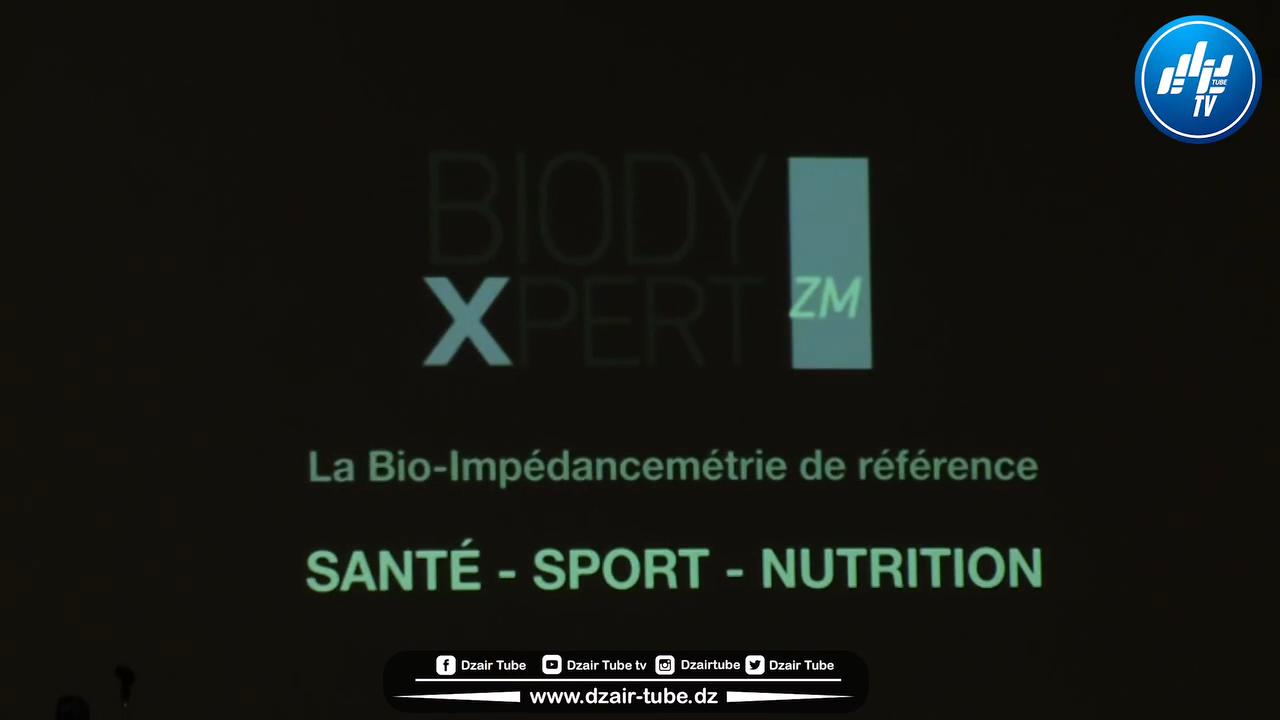 TUBE
TV
BIODY
XPERT
ZM
La Bio-Impédancemétrie de référence
SANTÉ - SPORT - NUTRITION
Dzair Tube Dzair Tube tv Dzairtube Dzair Tube
www.dzair-tube.dz